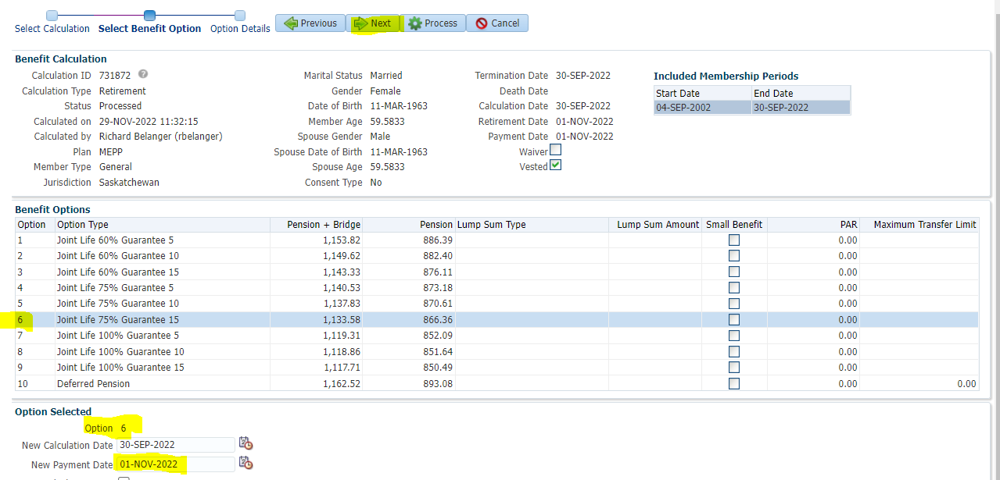 Select Calculation Select Benefit Option Option Details Previous Next Process Cancel
Benefit Calculation
Calculation ID 731872 ? Marital Status Married Termination Date 30-SEP-2022 Included Membership Periods
Calculation Type Retirement Gender Female Death Date Start Date End Date
Status Processed Date of Birth 11-MAR-1963 Calculation Date 30-SEP-2022 04-SEP-2002 30-SEP-2022
Calculated on 29-NOV-2022 11:32:15 Member Age 59.5833 Retirement Date 01-NOV-2022
Calculated by Richard Belanger (rbelanger) Spouse Gender Male Payment Date 01-NOV-2022
Plan MEPP Spouse Date of Birth 11-MAR-1963 Waiver
Member Type General Spouse Age 59.5833 Vested
Jurisdiction Saskatchewan Consent Type No
Benefit Options
Option Option Type Pension + Bridge Pension Lump Sum Type Lump Sum Amount Small Benefit PAR Maximum Transfer Limit
1 Joint Life 60% Guarantee 5 1,153.82 886.39 0.00
2 Joint Life 60% Guarantee 10 1,149.62 882.40 0.00
3 Joint Life 60% Guarantee 15 1,143.33 876.11 0.00
4 Joint Life 75% Guarantee 5 1,140.53 873.18 0.00
5 Joint Life 75% Guarantee 10 1,137.83 870.61 0.00
6 Joint Life 75% Guarantee 15 1,133.58 866.36 0.00
7 Joint Life 100% Guarantee 5 1,119.31 852.09 0.00
8 Joint Life 100% Guarantee 10 1,118.86 851.64 0.00
9 Joint Life 100% Guarantee 15 1,117.71 850.49 0.00
10 Deferred Pension 1,162.52 893.08 0.00 0.00
Option Selected
Option 6
New Calculation Date 30-SEP-2022
New Payment Date 01-NOV-2022